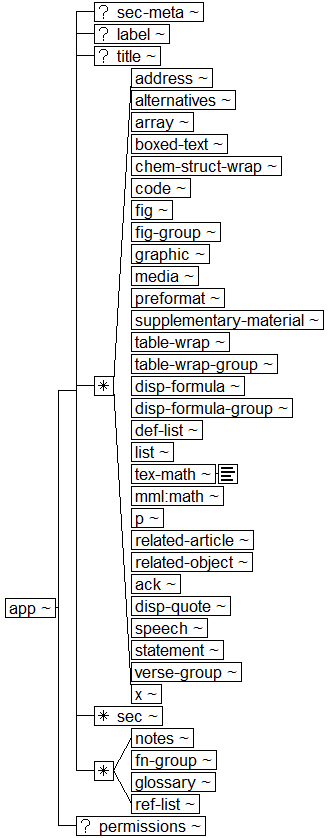 ? sec-meta ~
? label ~
? title ~
address ~
alternatives ~
array ~
boxed-text ~
chem-struct-wrap ~
code ~
fig ~
fig-group ~
graphic ~
media ~
preformat ~
supplementary-material ~
table-wrap ~
table-wrap-group ~
* disp-formula ~
disp-formula-group ~
def-list ~
list ~
tex-math ~
mml:math ~
p ~
related-article ~
related-object ~
ack ~
disp-quote ~
app ~
speech ~
statement ~
verse-group ~
x ~
* sec ~
notes ~
fn-group ~
*
glossary ~
ref-list ~
? permissions ~